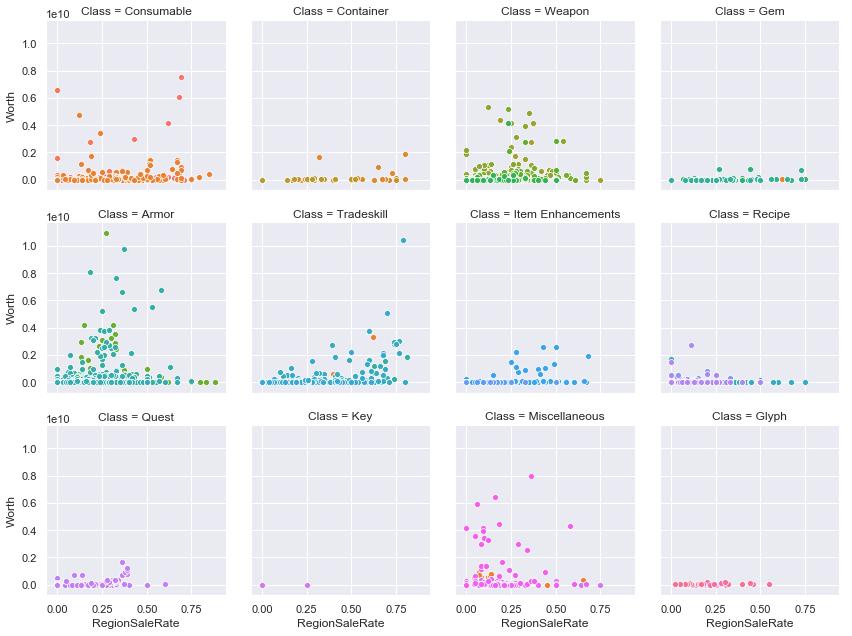 Class = Consumable Class = Container Class = Weapon Class = Gem
1e10
1.0
0.8
0.6
0.4
0.2
0.0
Worth
Class = Armor Class = Tradeskill Class = Item Enhancements Class = Recipe
1e10
1.0
0.8
0.6
0.4
0.2
0.0
Worth
Class = Quest Class = Key Class = Miscellaneous Class = Glyph
1e10
1.0
0.8
0.6
0.4
0.2
0.0
Worth
0.00 0.25 0.50 0.75 0.00 0.25 0.50 0.75 0.00 0.25 0.50 0.75 0.00 0.25 0.50 0.75
RegionSaleRate RegionSaleRate RegionSaleRate RegionSaleRate